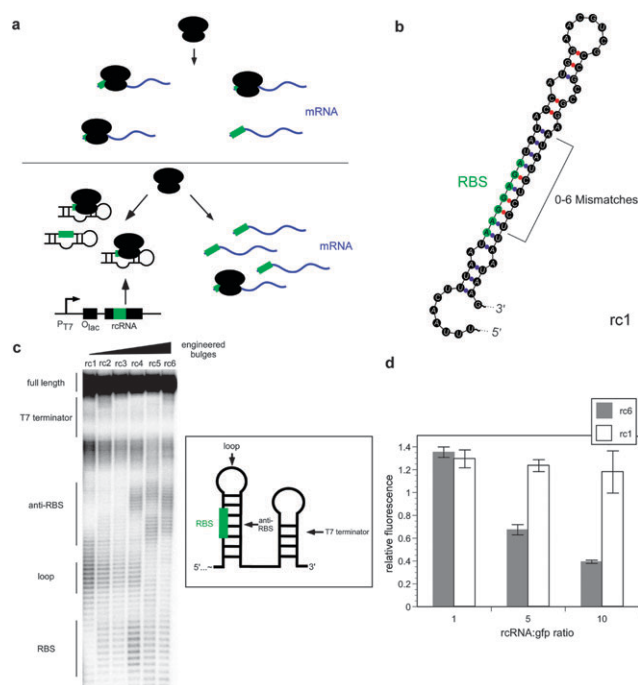 a
mRNA
mRNA
PT7
Olac
rcRNA
b
RBS
0-6 Mismatches
3'
5'
rc1
c
engineered
bulges
rc1 rc2 rc3 rc4 rc5 rc6
full length
T7 terminator
anti-RBS
loop
RBS
loop
RBS
anti-
RBS
T7 terminator
5'...~
3'
d
rc6
rc1
relative fluorescence
1.4
1.2
1
0.8
0.6
0.4
0.2
0
1 5 10
rcRNA:gfp ratio